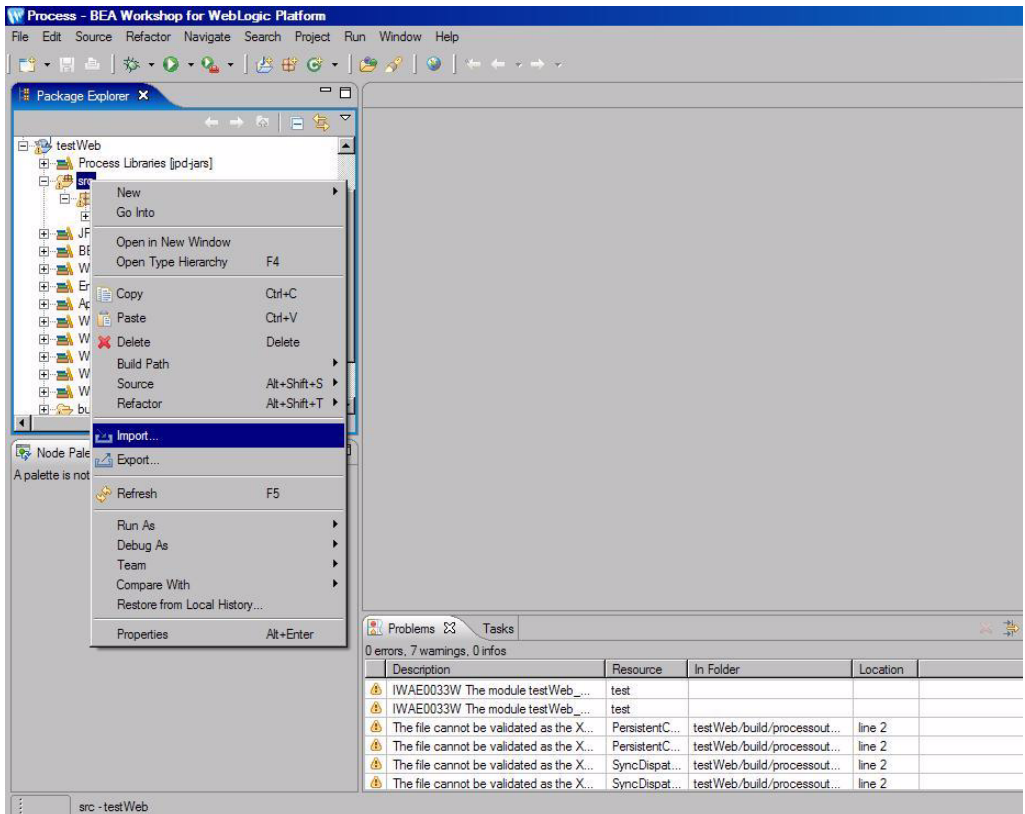 Process - BEA Workshop for WebLogic Platform
File Edit Source Refactor Navigate Search Project Run Window Help
Package Explorer
testWeb
Process Libraries [jpd-jars]
src
JF
BE
W
En
Ap
W
W
W
W
W
bu
New
Go Into
Open in New Window
Open Type Hierarchy F4
Copy Ctrl+C
Paste Ctrl+V
Delete Delete
Build Path
Source Alt+Shift+S
Refactor Alt+Shift+T
Import...
Export...
Refresh F5
Run As
Debug As
Team
Compare With
Restore from Local History...
Properties Alt+Enter
Node Pale
A palette is not
Problems Tasks
0 errors, 7 warnings, 0 infos
Description Resource In Folder Location
IWAE0033W The module testWeb_... test
IWAE0033W The module testWeb_... test
The file cannot be validated as the X... PersistentC... testWeb/build/processout... line 2
The file cannot be validated as the X... PersistentC... testWeb/build/processout... line 2
The file cannot be validated as the X... SyncDispat... testWeb/build/processout... line 2
The file cannot be validated as the X... SyncDispat... testWeb/build/processout... line 2
src - testWeb